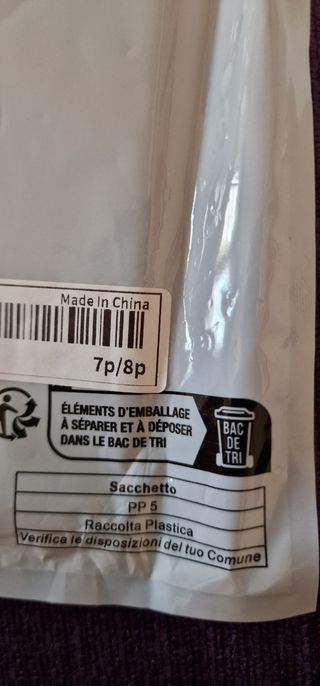 Made In China
7p/8p
ÉLÉMENTS D'EMBALLAGE
À SÉPARER ET À DÉPOSER
DANS LE BAC DE TRI
BAC
DE
TRI
Sacchetto
PP 5
Raccolta Plastica
Verifica le disposizioni del tuo Comune